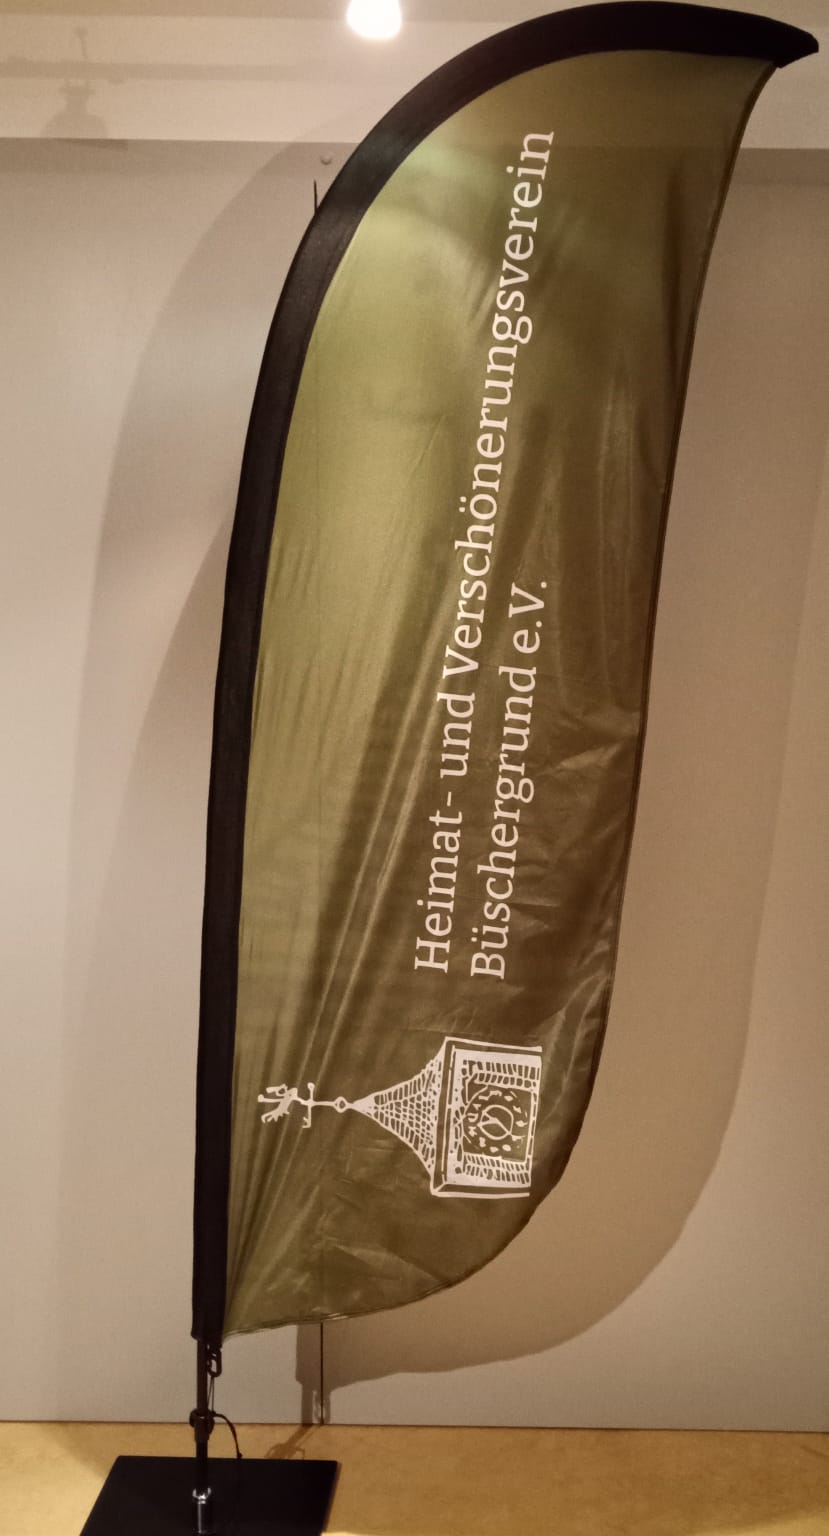 Heimat- und Verschönerungsverein
Büschergrund e.V.